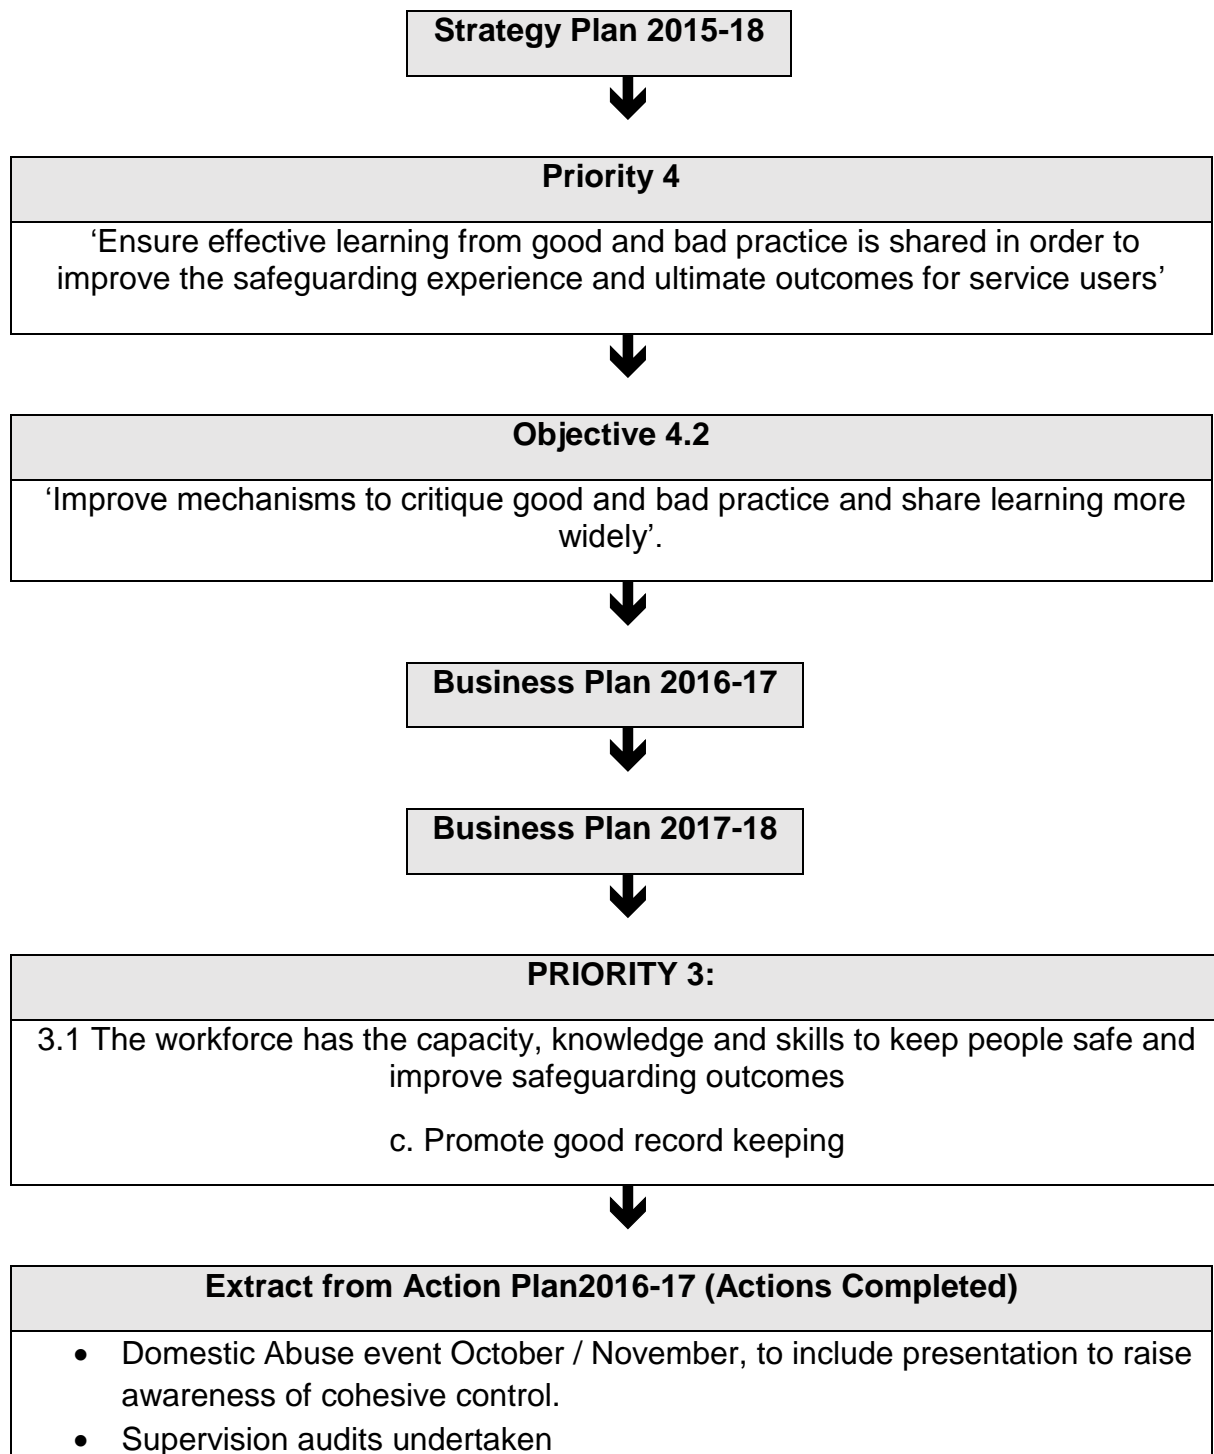 Strategy Plan 2015-18
Priority 4
‘Ensure effective learning from good and bad practice is shared in order to
improve the safeguarding experience and ultimate outcomes for service users’
Objective 4.2
‘Improve mechanisms to critique good and bad practice and share learning more
widely’.
Business Plan 2016-17
Business Plan 2017-18
PRIORITY 3:
3.1 The workforce has the capacity, knowledge and skills to keep people safe and
improve safeguarding outcomes
c. Promote good record keeping
Extract from Action Plan2016-17 (Actions Completed)
• Domestic Abuse event October / November, to include presentation to raise
awareness of cohesive control.
• Supervision audits undertaken